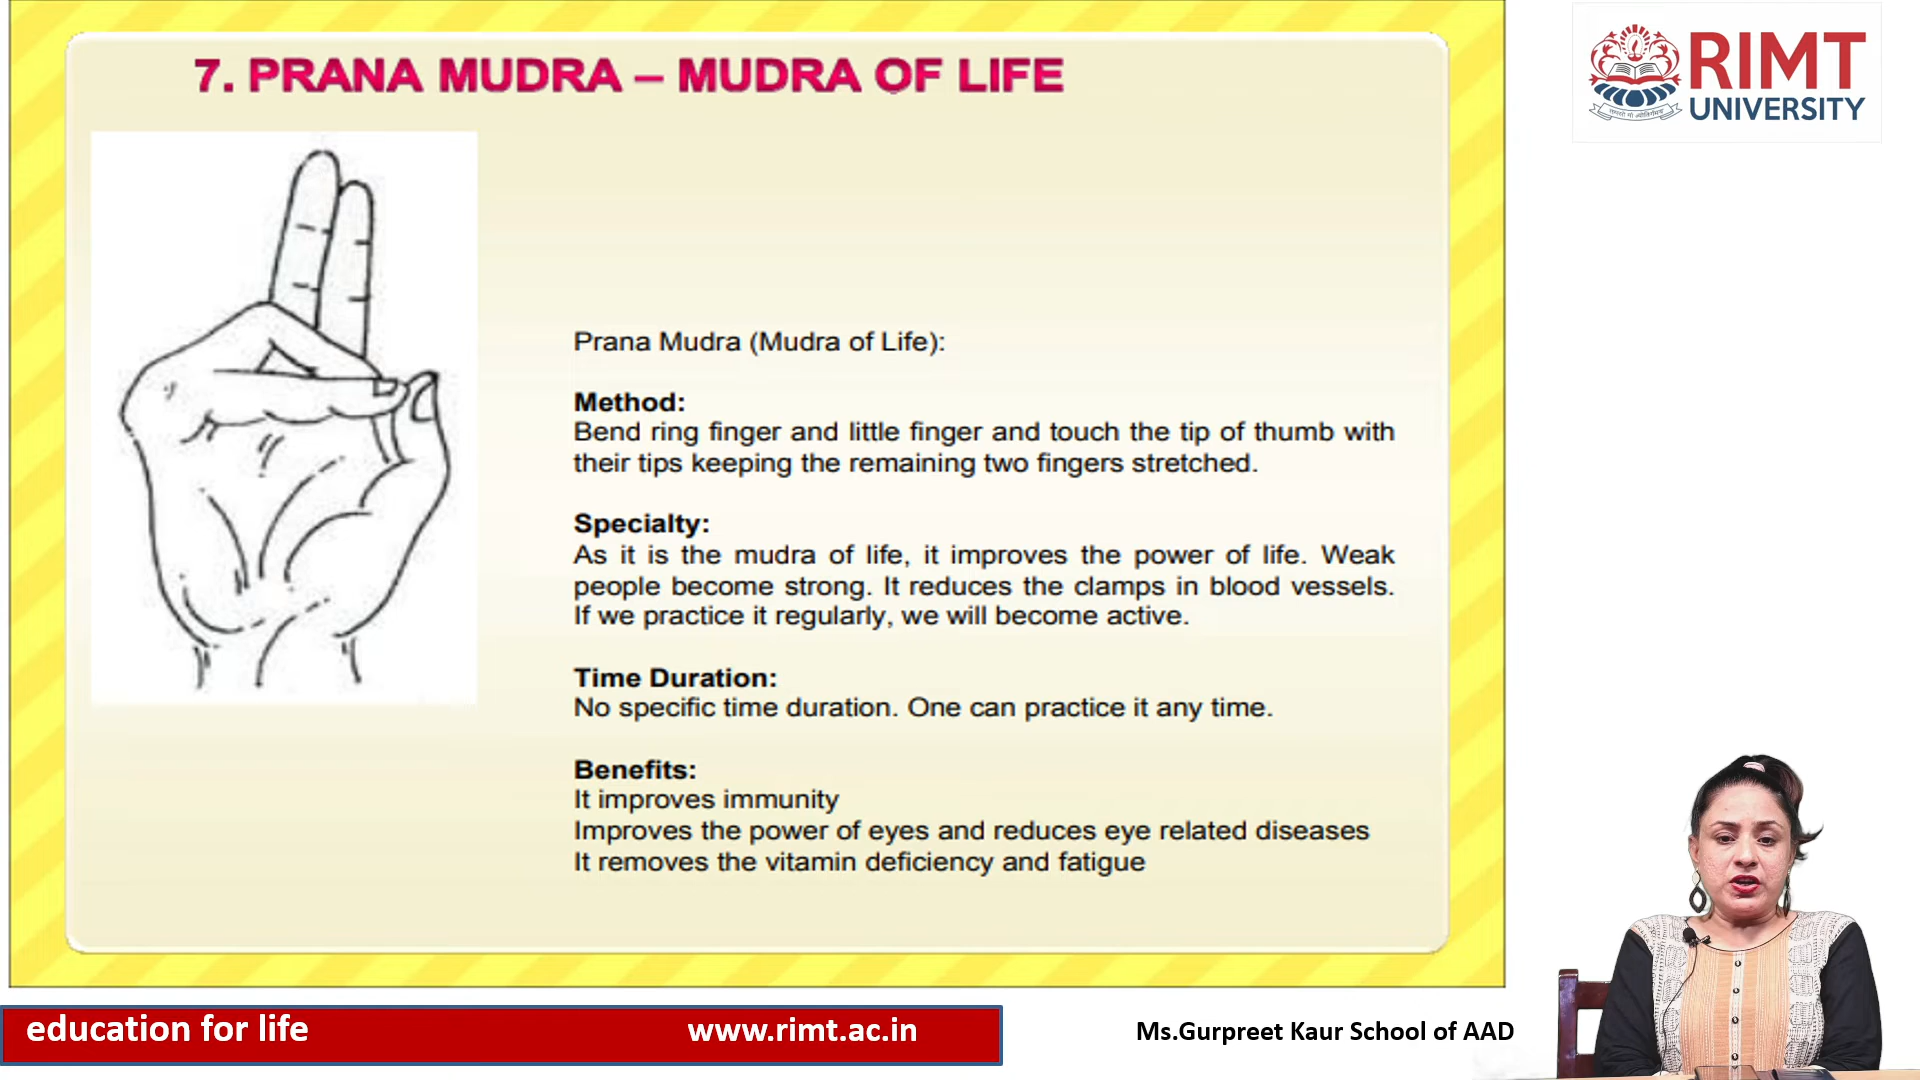 7. PRANA MUDRA – MUDRA OF LIFE
RIMT
UNIVERSITY
Prana Mudra (Mudra of Life):
Method:
Bend ring finger and little finger and touch the tip of thumb with
their tips keeping the remaining two fingers stretched.
Specialty:
As it is the mudra of life, it improves the power of life. Weak
people become strong. It reduces the clamps in blood vessels.
If we practice it regularly, we will become active.
Time Duration:
No specific time duration. One can practice it any time.
Benefits:
It improves immunity
Improves the power of eyes and reduces eye related diseases
It removes the vitamin deficiency and fatigue
education for life
www.rimt.ac.in
Ms.Gurpreet Kaur School of AAD